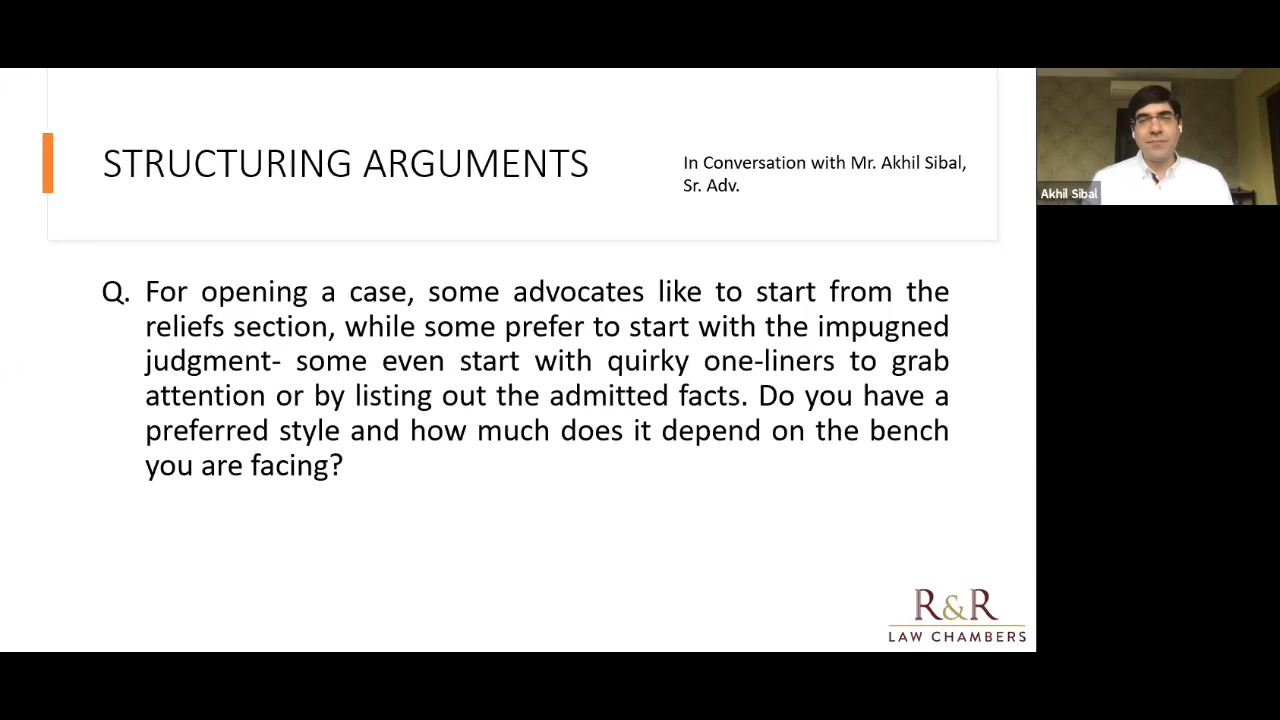 STRUCTURING ARGUMENTS
In Conversation with Mr. Akhil Sibal,
Sr. Adv.
Akhil Sibal
Q. For opening a case, some advocates like to start from the
reliefs section, while some prefer to start with the impugned
judgment- some even start with quirky one-liners to grab
attention or by listing out the admitted facts. Do you have a
preferred style and how much does it depend on the bench
you are facing?
R&R
LAW CHAMBERS